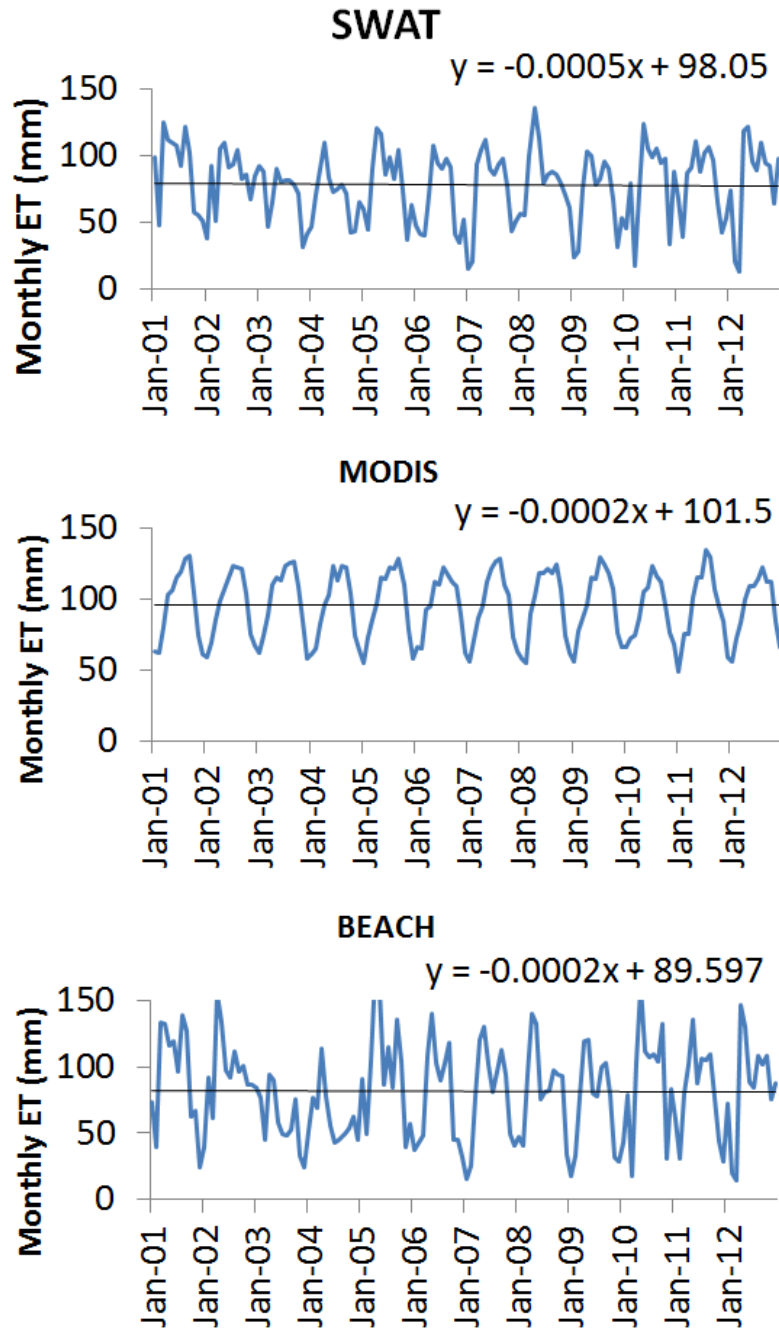 SWAT
y = -0.0005x + 98.05
Monthly ET (mm)
150
100
50
0
Jan-01
Jan-02
Jan-03
Jan-04
Jan-05
Jan-06
Jan-07
Jan-08
Jan-09
Jan-10
Jan-11
Jan-12
MODIS
y = -0.0002x + 101.5
Monthly ET (mm)
150
100
50
0
Jan-01
Jan-02
Jan-03
Jan-04
Jan-05
Jan-06
Jan-07
Jan-08
Jan-09
Jan-10
Jan-11
Jan-12
BEACH
y = -0.0002x + 89.597
Monthly ET (mm)
150
100
50
0
Jan-01
Jan-02
Jan-03
Jan-04
Jan-05
Jan-06
Jan-07
Jan-08
Jan-09
Jan-10
Jan-11
Jan-12